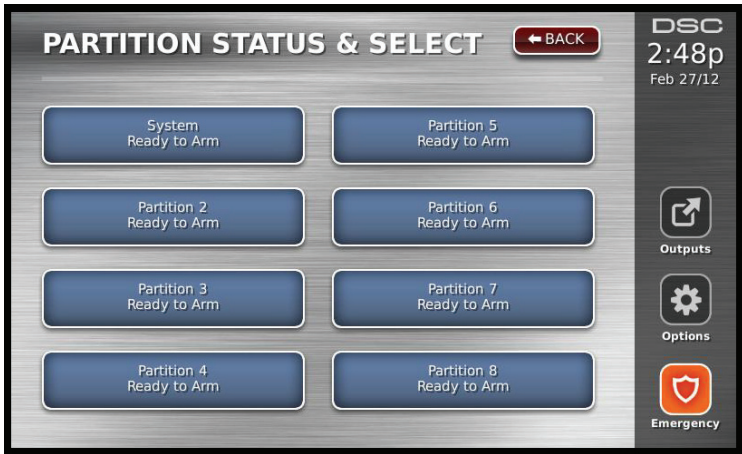 PARTITION STATUS & SELECT
BACK
DSC
2:48p
Feb 27/12
System
Ready to Arm
Partition 5
Ready to Arm
Partition 2
Ready to Arm
Partition 6
Ready to Arm
Partition 3
Ready to Arm
Partition 7
Ready to Arm
Partition 4
Ready to Arm
Partition 8
Ready to Arm
Outputs
Options
Emergency